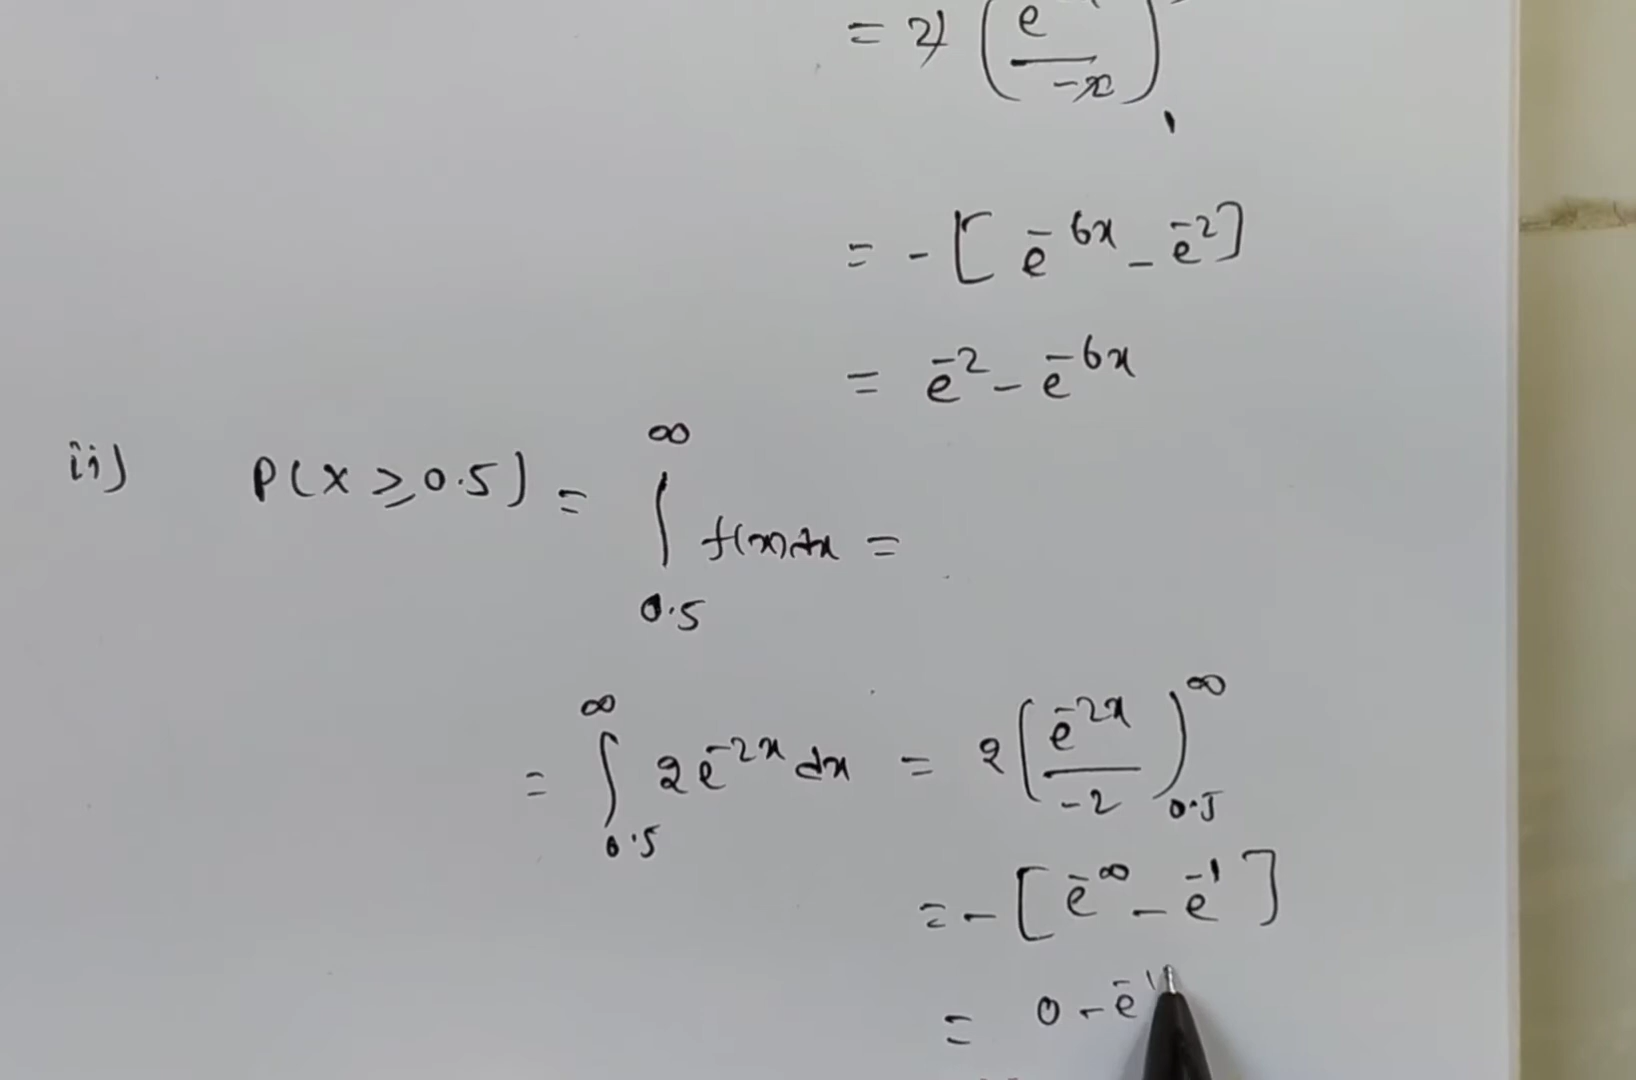 = 2 ( e / -x )
= - [ e^-6x - e^-2 ]
= e^-2 - e^-6x
ii) P(X ≥ 0.5) = ∫_0.5^∞ f(x)dx =
= ∫_0.5^∞ 2e^-2x dx = 2 ( e^-2x / -2 )_0.5^∞
= - [ e^-∞ - e^-1 ]
= 0 - e^-1